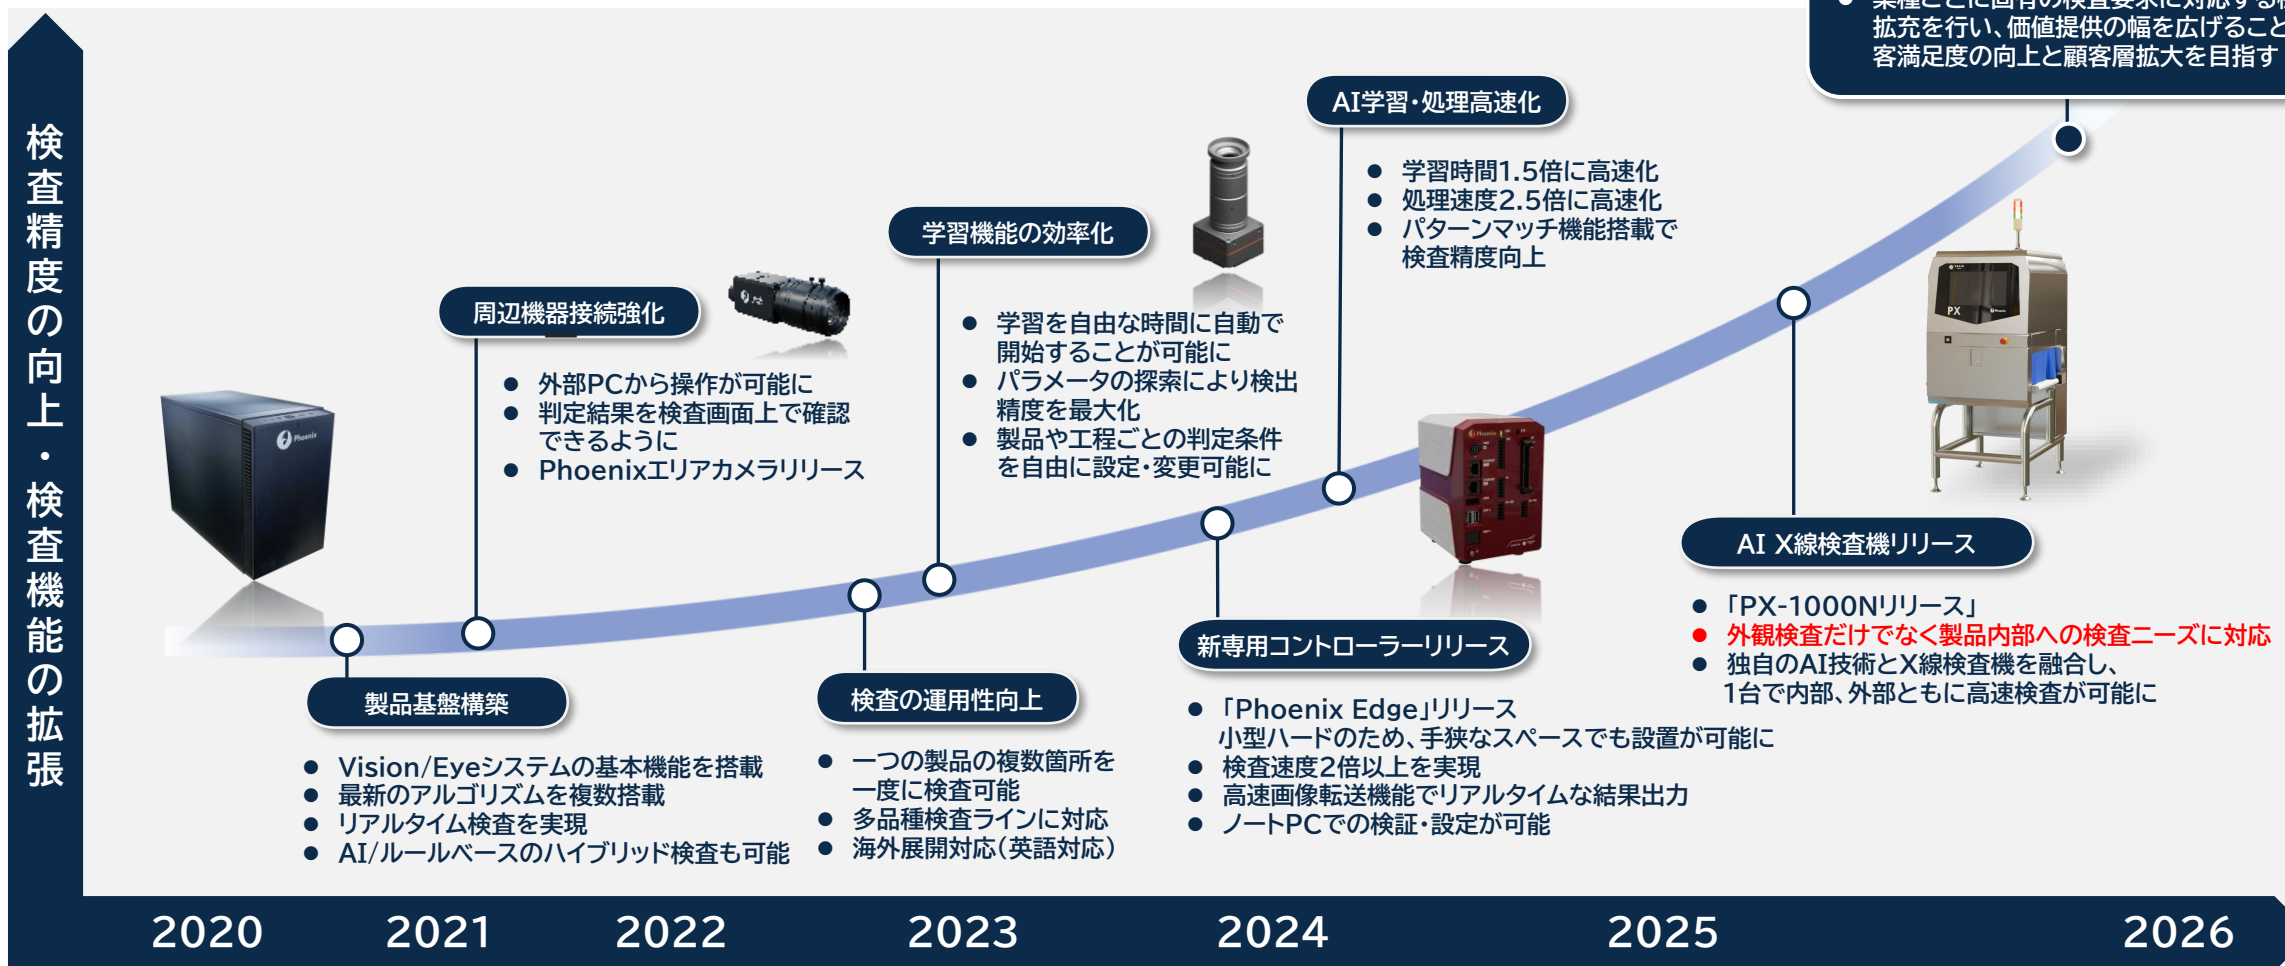 検査精度の向上・検査機能の拡張
業種ごとに固有の検査要求に対応する
拡充を行い、価値提供の幅を広げること
客満足度の向上と顧客層拡大を目指す
AI学習・処理高速化
● 学習時間1.5倍に高速化
● 処理速度2.5倍に高速化
● パターンマッチ機能搭載で
検査精度向上
学習機能の効率化
● 学習を自由な時間に自動で
開始することが可能に
● パラメータの探索により検出
精度を最大化
● 製品や工程ごとの判定条件
を自由に設定・変更可能に
周辺機器接続強化
● 外部PCから操作が可能に
● 判定結果を検査画面上で確認
できるように
● Phoenixエリアカメラリリース
Phoenix
Phoenix
PX
Phoenix
製品基盤構築
● Vision/Eyeシステムの基本機能を搭載
● 最新のアルゴリズムを複数搭載
● リアルタイム検査を実現
● AI/ルールベースのハイブリッド検査も可能
検査の運用性向上
● 一つの製品の複数箇所を
一度に検査可能
● 多品種検査ラインに対応
● 海外展開対応(英語対応)
新専用コントローラーリリース
● 「Phoenix Edge」リリース
小型ハードのため、手狭なスペースでも設置が可能に
● 検査速度2倍以上を実現
● 高速画像転送機能でリアルタイムな結果出力
● ノートPCでの検証・設定が可能
AI X線検査機リリース
● 「PX-1000Nリリース」
● 外観検査だけでなく製品内部への検査ニーズに対応
● 独自のAI技術とX線検査機を融合し、
1台で内部、外部ともに高速検査が可能に
2020
2021
2022
2023
2024
2025
2026